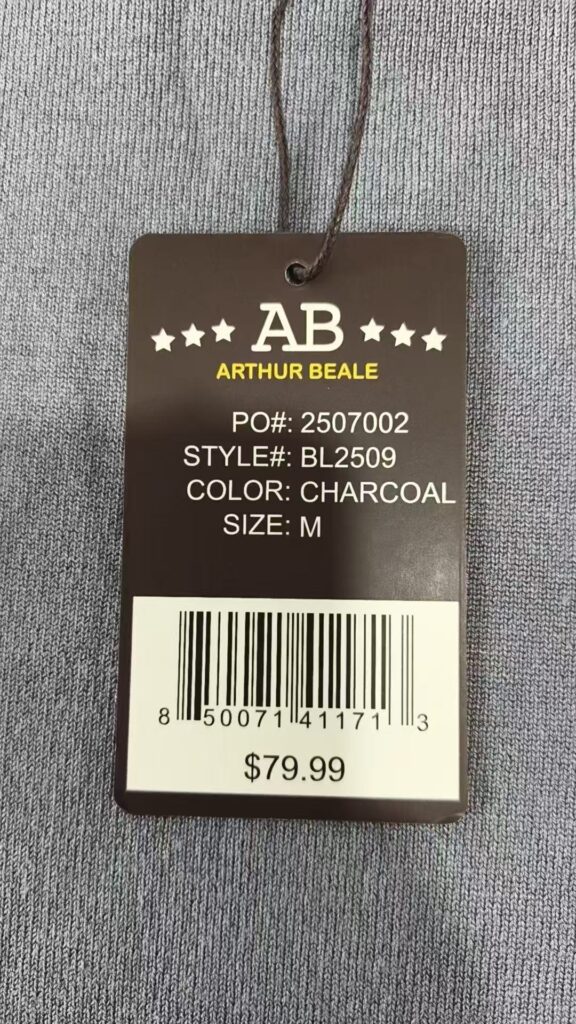 AB
ARTHUR BEALE
PO#: 2507002
STYLE#: BL2509
COLOR: CHARCOAL
SIZE: M
8 50071 41171 3
$79.99